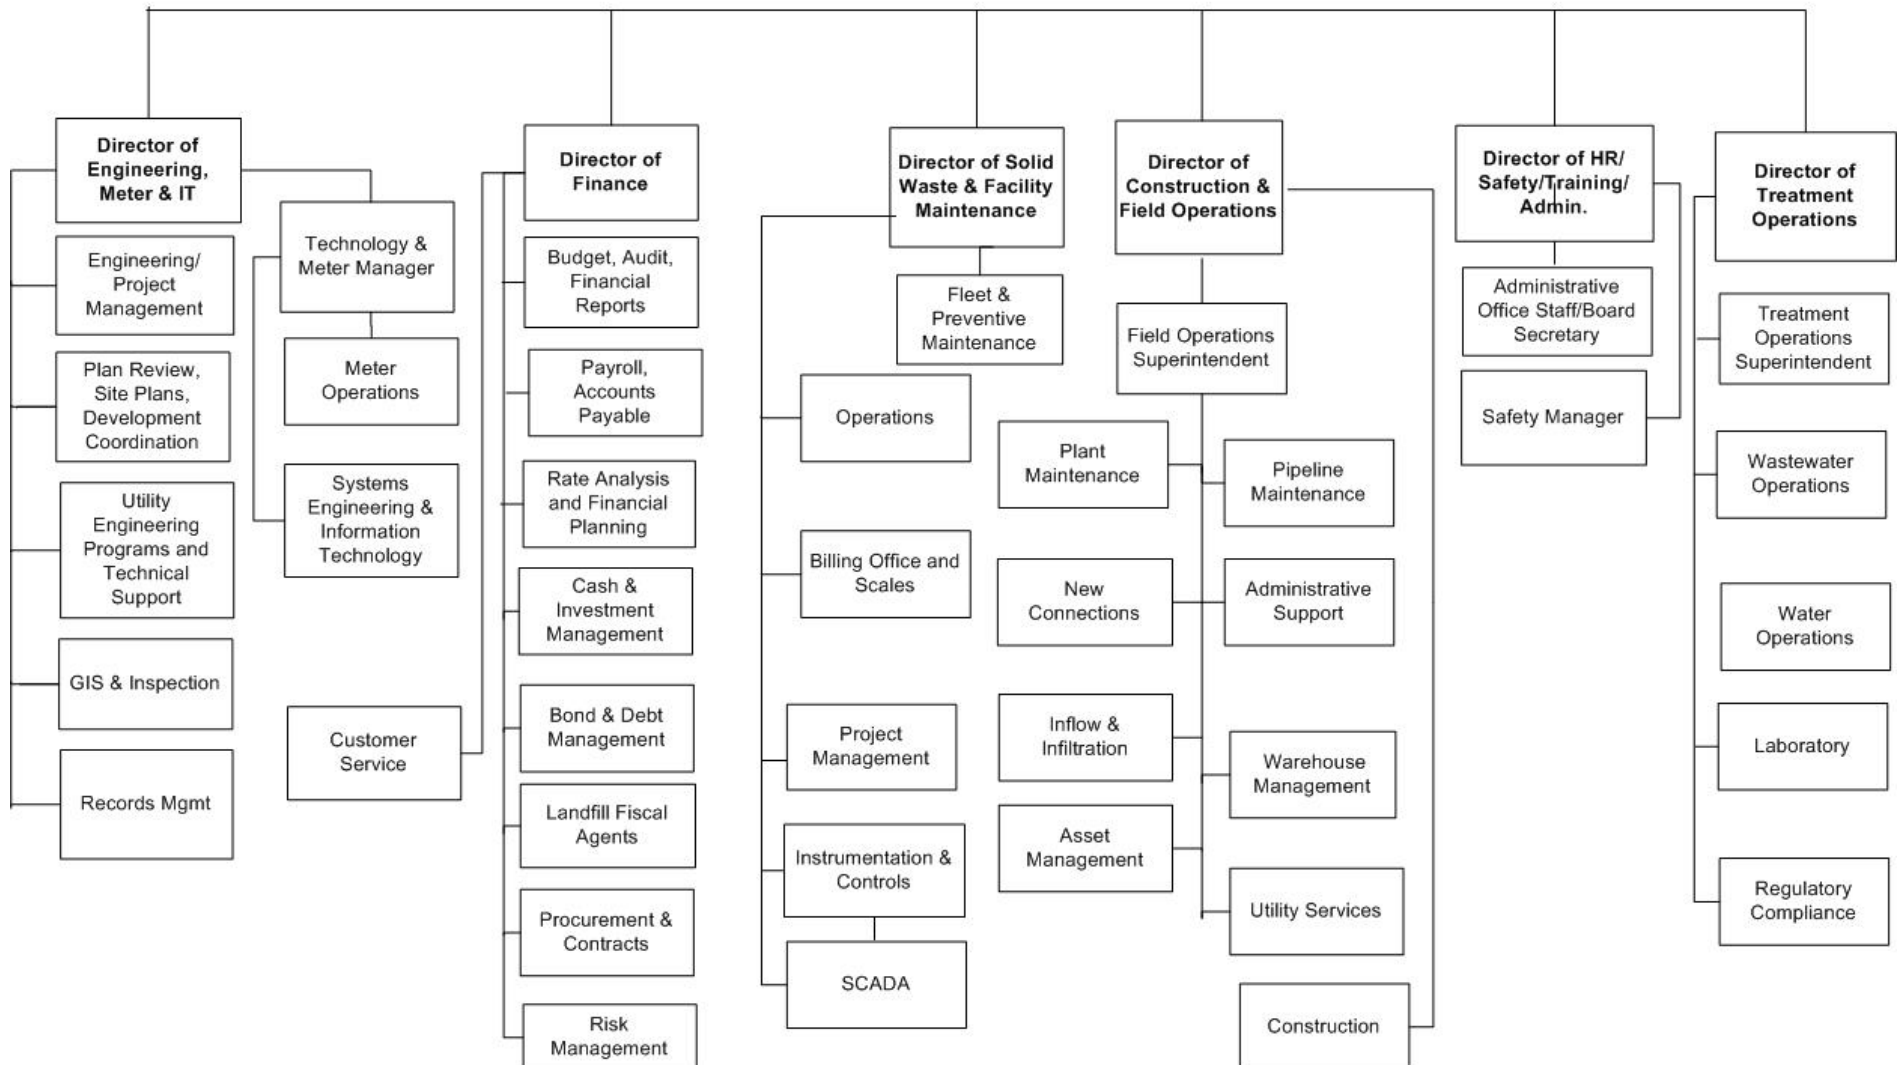 Director of
Engineering,
Meter & IT
Engineering/
Project
Management
Plan Review,
Site Plans,
Development
Coordination
Utility
Engineering
Programs and
Technical
Support
GIS & Inspection
Records Mgmt
Technology &
Meter Manager
Meter
Operations
Systems
Engineering &
Information
Technology
Director of
Finance
Budget, Audit,
Financial
Reports
Payroll,
Accounts
Payable
Rate Analysis
and Financial
Planning
Cash &
Investment
Management
Bond & Debt
Management
Landfill Fiscal
Agents
Procurement &
Contracts
Risk
Management
Customer
Service
Director of Solid
Waste & Facility
Maintenance
Fleet &
Preventive
Maintenance
Operations
Billing Office and
Scales
Project
Management
Instrumentation &
Controls
SCADA
Director of
Construction &
Field Operations
Field Operations
Superintendent
Plant
Maintenance
Pipeline
Maintenance
New
Connections
Administrative
Support
Inflow &
Infiltration
Warehouse
Management
Asset
Management
Utility Services
Construction
Director of HR/
Safety/Training/
Admin.
Administrative
Office Staff/Board
Secretary
Safety Manager
Director of
Treatment
Operations
Treatment
Operations
Superintendent
Wastewater
Operations
Water
Operations
Laboratory
Regulatory
Compliance